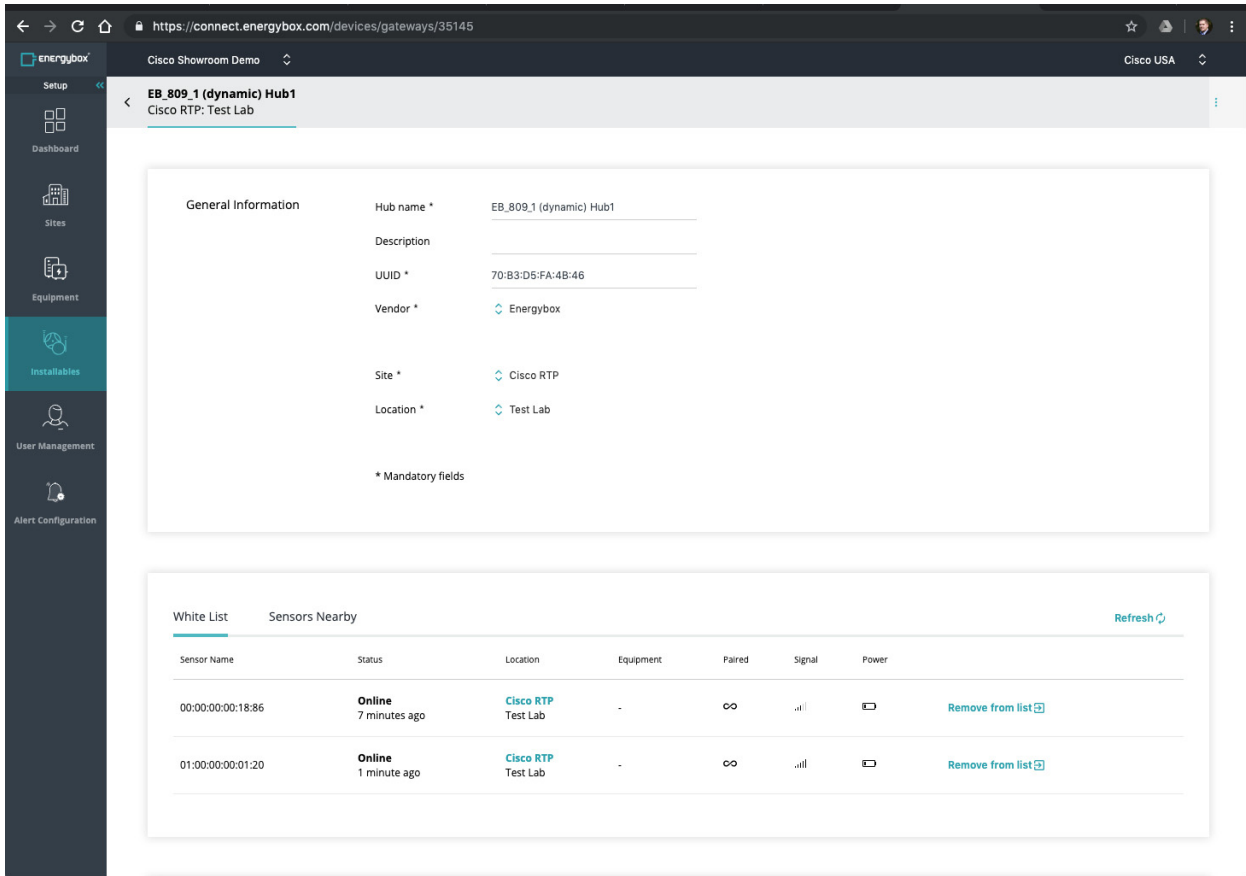 https://connect.energybox.com/devices/gateways/35145
energybox
Cisco Showroom Demo
Cisco USA
Setup
EB_809_1 (dynamic) Hub1
Cisco RTP: Test Lab
Dashboard
Sites
Equipment
Installables
User Management
Alert Configuration
General Information
Hub name * EB_809_1 (dynamic) Hub1
Description
UUID * 70:B3:D5:FA:4B:46
Vendor * Energybox
Site * Cisco RTP
Location * Test Lab
* Mandatory fields
White List Sensors Nearby Refresh
Sensor Name Status Location Equipment Paired Signal Power
00:00:00:00:18:86 Online Cisco RTP - Remove from list
7 minutes ago Test Lab
01:00:00:00:01:20 Online Cisco RTP - Remove from list
1 minute ago Test Lab